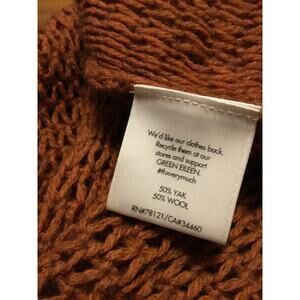 We'd like our clothes back.
Recycle them at our
stores and support
GREEN EILEEN.
#fixverymuch
50% YAK
50% WOOL
RN#78121/CA#34460